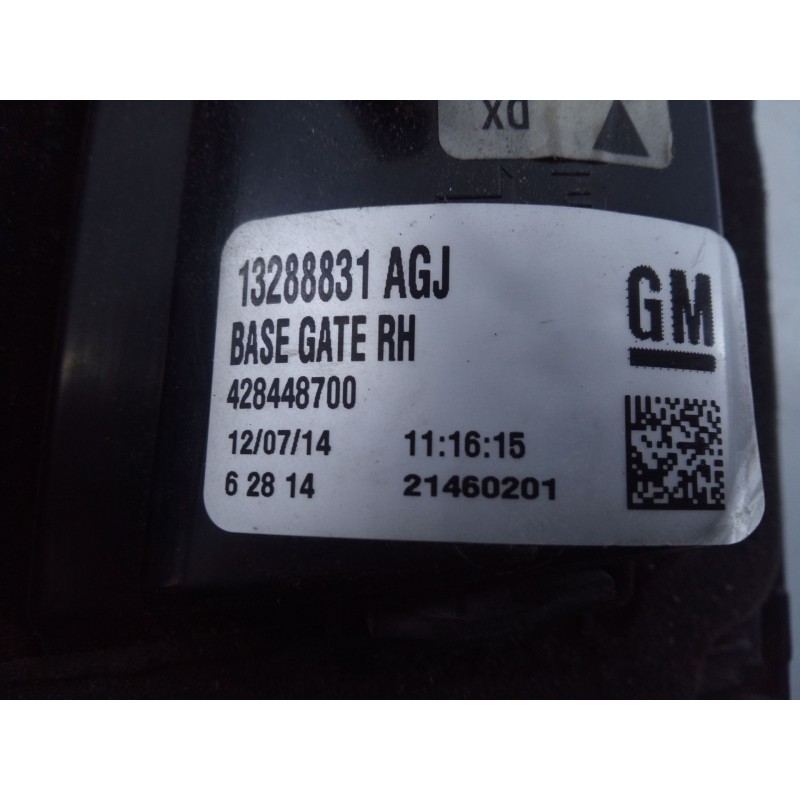 DX
13288831 AGJ
GM
BASE GATE RH
428448700
12/07/14 11:16:15
6 28 14 21460201